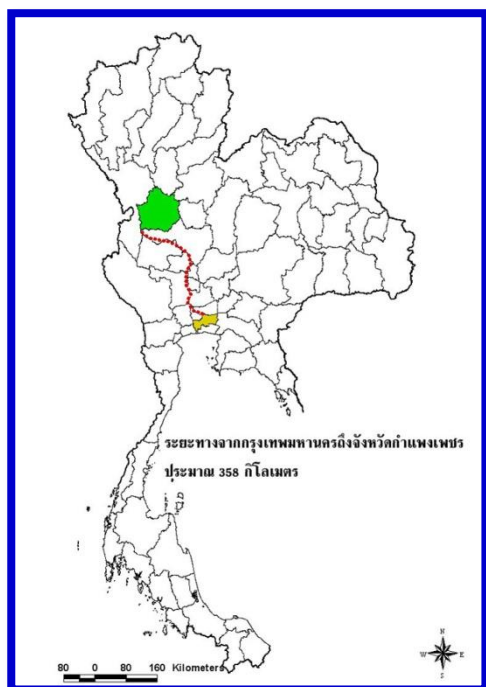 ระยะทางจากกรุงเทพมหานครถึงจังหวัดกำแพงเพชร
ประมาณ 358 กิโลเมตร
N
W E
S
80 0 80 160 Kilometers